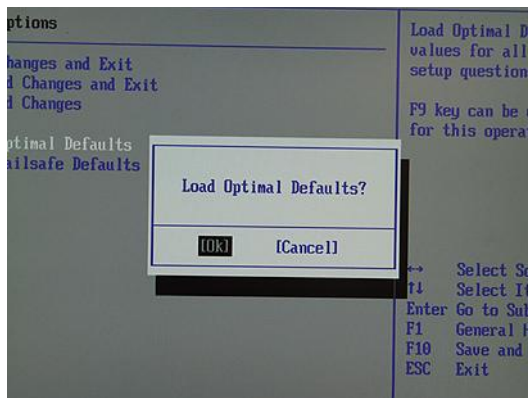 ptions
hanges and Exit
d Changes and Exit
d Changes
ptimal Defaults
ailsafe Defaults
Load Optimal Defaults?
[Ok] [Cancel]
Load Optimal D
values for all
setup question
F9 key can be
for this opera
↔ Select Sc
↑↓ Select It
Enter Go to Sub
F1 General H
F10 Save and
ESC Exit